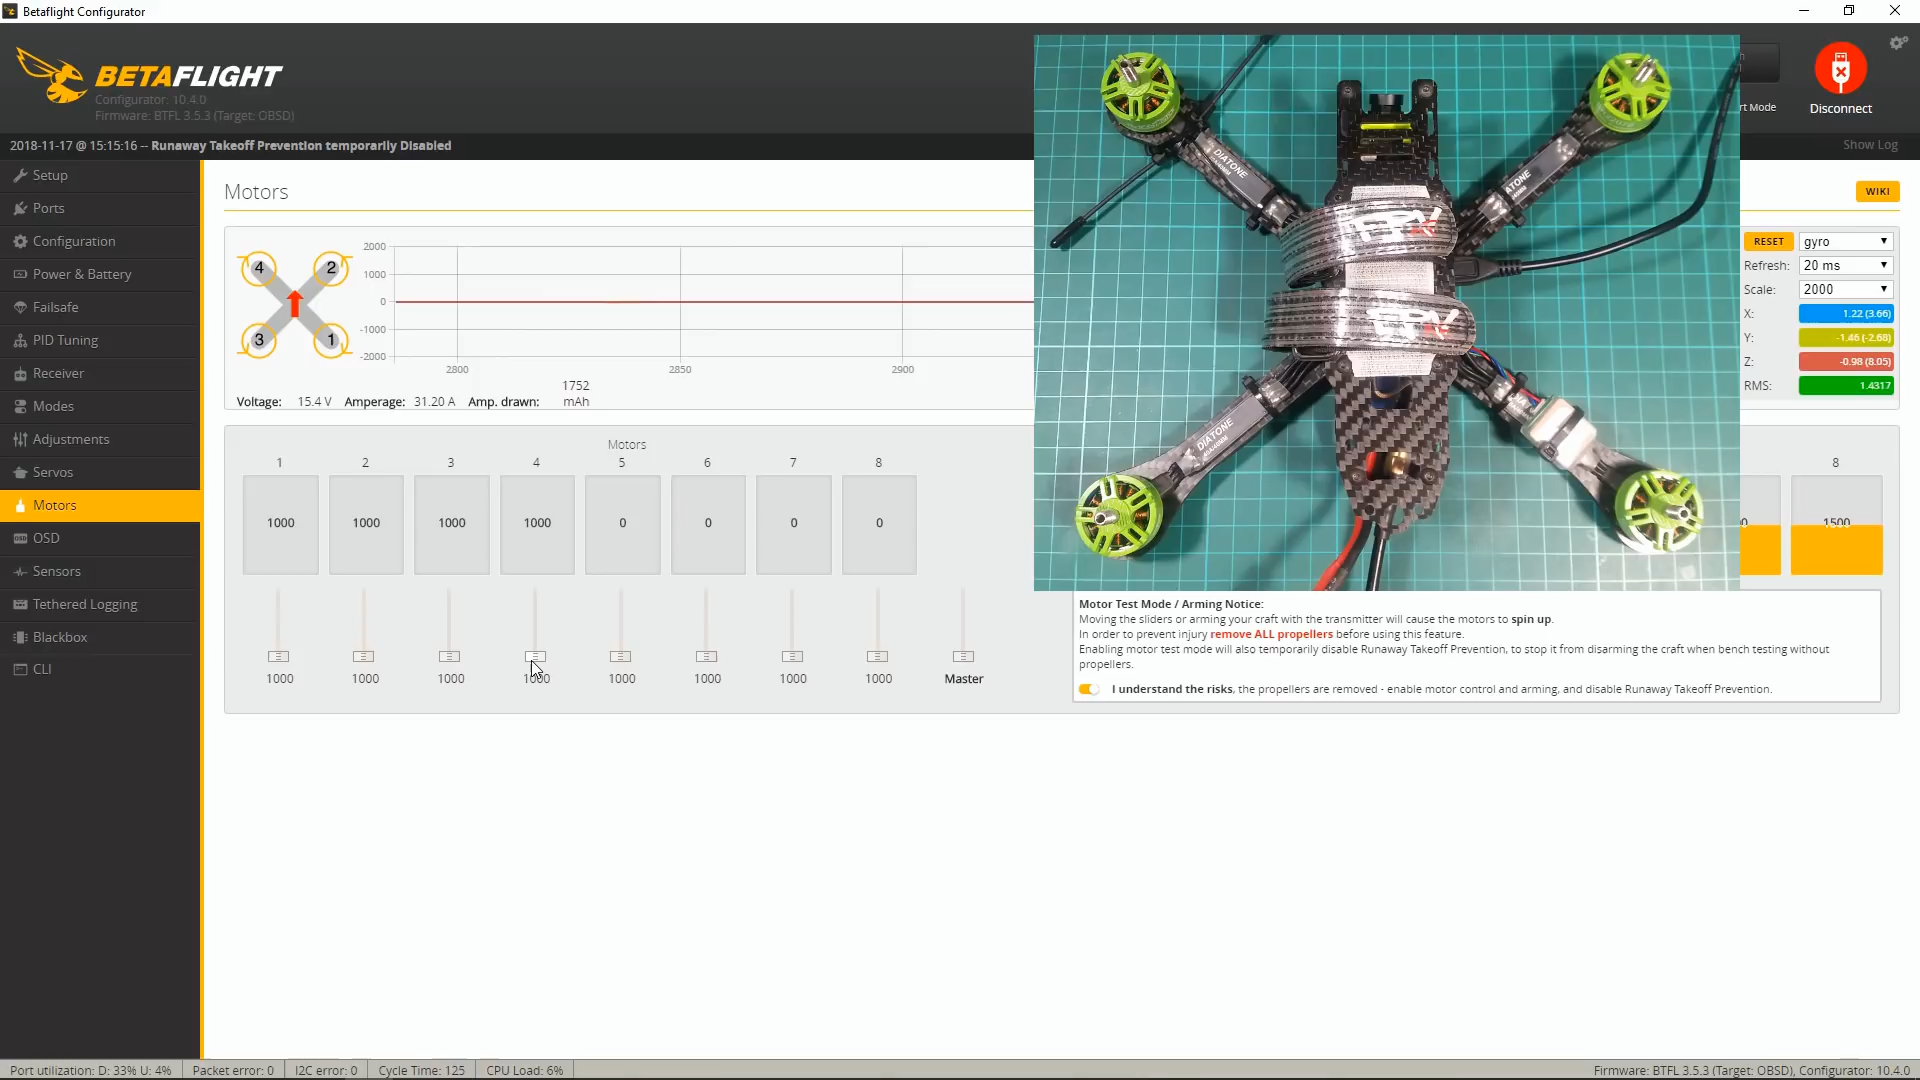 Betaflight Configurator
BETAFLIGHT
Configurator: 10.4.0
Firmware: BTFL 3.5.3 (Target: OBSD)
rt Mode
Disconnect
2018-11-17 @ 15:15:16 -- Runaway Takeoff Prevention temporarily Disabled
Show Log
Setup
Ports
Configuration
Power & Battery
Failsafe
PID Tuning
Receiver
Modes
Adjustments
Servos
Motors
OSD
Sensors
Tethered Logging
Blackbox
CLI
Motors
WIKI
4 2
3 1
2000
1000
0
-1000
-2000
2800 2850 2900
Voltage: 15.4 V Amperage: 31.20 A Amp. drawn: 1752 mAh
RESET gyro
Refresh: 20 ms
Scale: 2000
X: 1.22 (3.66)
Y: -1.46 (-2.68)
Z: -0.98 (8.05)
RMS: 1.4317
DIATONE
DIATONE
DIATONE
FPV
FPV
Motors
1 2 3 4 5 6 7 8
1000 1000 1000 1000 0 0 0 0
1000 1000 1000 1000 1000 1000 1000 1000 Master
8
1500
Motor Test Mode / Arming Notice:
Moving the sliders or arming your craft with the transmitter will cause the motors to spin up.
In order to prevent injury remove ALL propellers before using this feature.
Enabling motor test mode will also temporarily disable Runaway Takeoff Prevention, to stop it from disarming the craft when bench testing without
propellers.
I understand the risks, the propellers are removed - enable motor control and arming, and disable Runaway Takeoff Prevention.
Port utilization: D: 33% U: 4% Packet error: 0 I2C error: 0 Cycle Time: 125 CPU Load: 6% Firmware: BTFL 3.5.3 (Target: OBSD), Configurator: 10.4.0